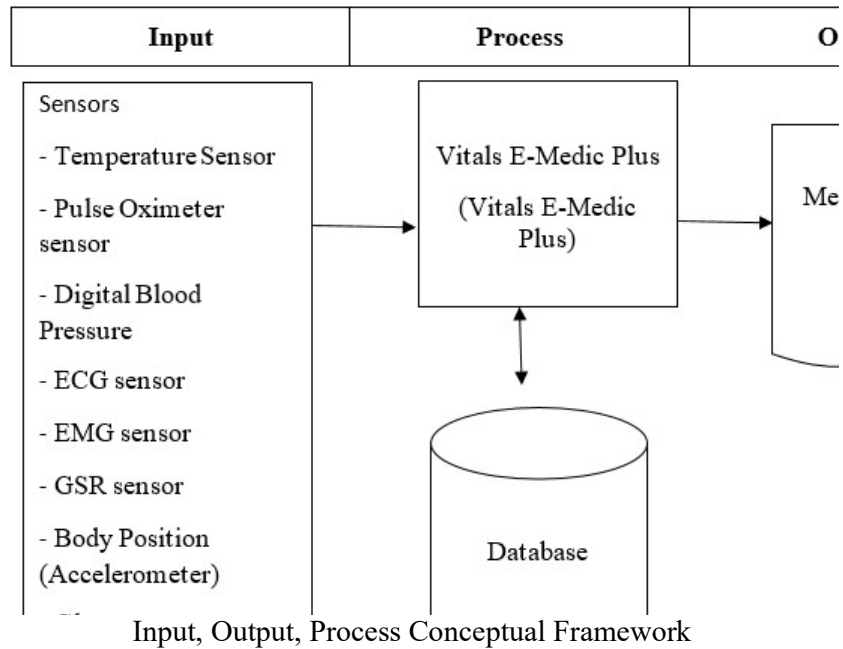 Input
Process
Sensors
- Temperature Sensor
- Pulse Oximeter
sensor
- Digital Blood
Pressure
- ECG sensor
- EMG sensor
- GSR sensor
- Body Position
(Accelerometer)
Vitals E-Medic Plus
(Vitals E-Medic
Plus)
Database
Input, Output, Process Conceptual Framework